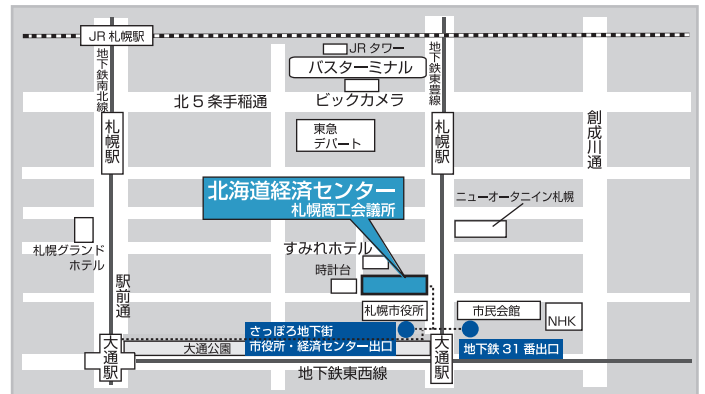 JR 札幌駅
地下鉄南北線
JR タワー
バスターミナル
ビックカメラ
地下鉄東豊線
北 5 条手稲通
札幌駅
東急
デパート
札幌駅
創成川通
北海道経済センター
札幌商工会議所
ニューオータニイン札幌
札幌グランド
ホテル
すみれホテル
時計台
駅前通
札幌市役所
市民会館
NHK
さっぽろ地下街
市役所・経済センター出口
大通公園
地下鉄 31 番出口
大通駅
大通駅
地下鉄東西線